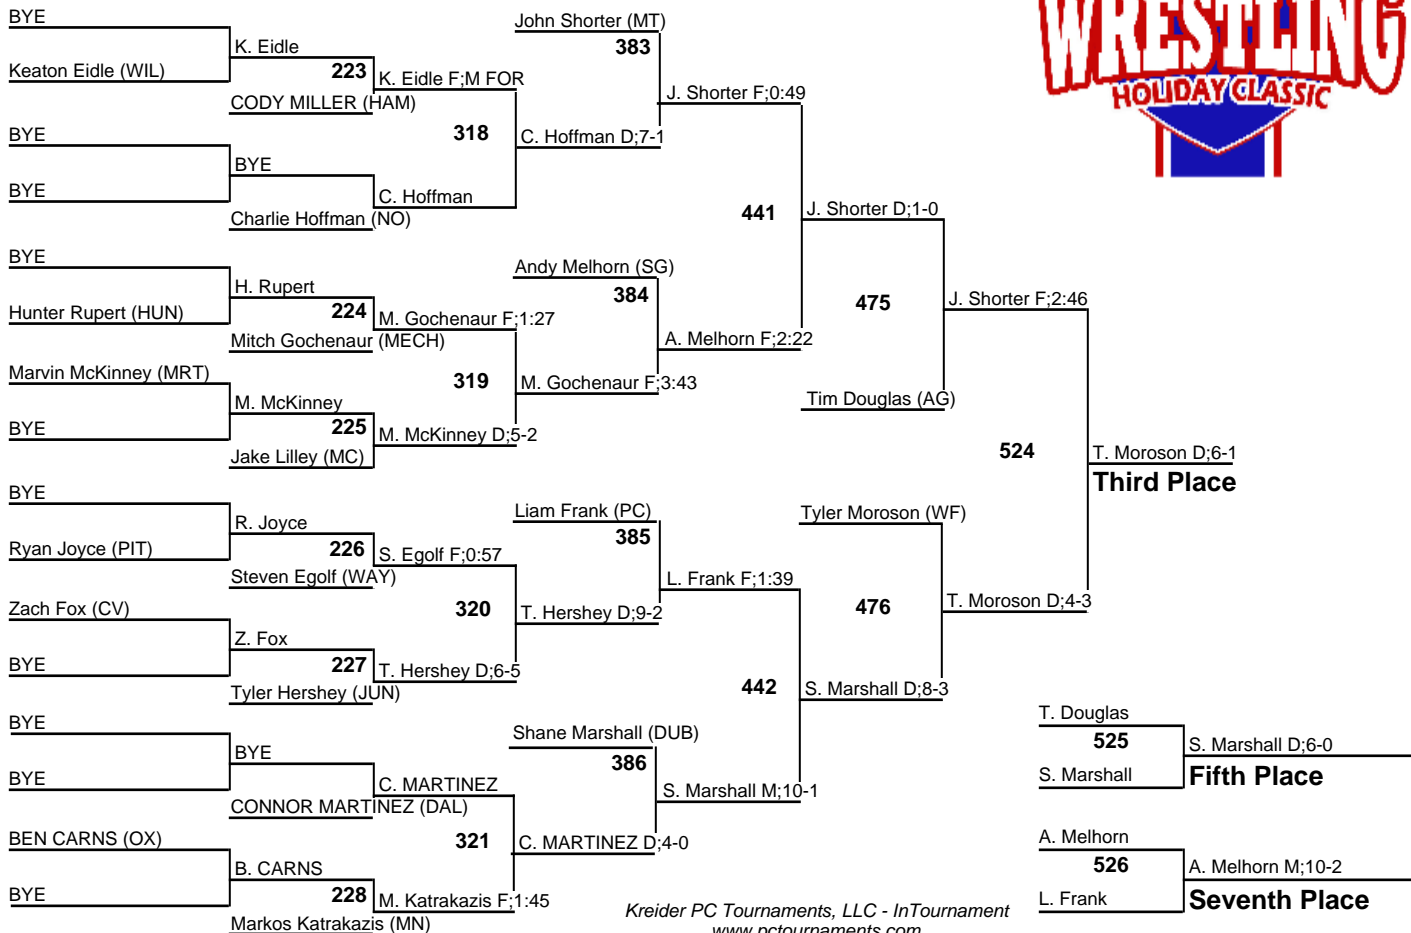 WRESTLING
HOLIDAY CLASSIC
BYE
Keaton Eidle (WIL)
BYE
BYE
BYE
Hunter Rupert (HUN)
Marvin McKinney (MRT)
BYE
BYE
Ryan Joyce (PIT)
Zach Fox (CV)
BYE
BYE
BYE
BEN CARNS (OX)
BYE
K. Eidle
223
CODY MILLER (HAM)
BYE
Charlie Hoffman (NO)
H. Rupert
224
Mitch Gochenaur (MECH)
M. McKinney
225
Jake Lilley (MC)
R. Joyce
226
Steven Egolf (WAY)
Z. Fox
227
Tyler Hershey (JUN)
BYE
CONNOR MARTINEZ (DAL)
B. CARNS
228
Markos Katrakazis (MN)
K. Eidle F;M FOR
318
C. Hoffman
M. Gochenaur F;1:27
319
M. McKinney D;5-2
S. Egolf F;0:57
320
T. Hershey D;6-5
C. MARTINEZ
321
M. Katrakazis F;1:45
John Shorter (MT)
383
C. Hoffman D;7-1
Andy Melhorn (SG)
384
M. Gochenaur F;3:43
Liam Frank (PC)
385
T. Hershey D;9-2
Shane Marshall (DUB)
386
C. MARTINEZ D;4-0
J. Shorter F;0:49
441
A. Melhorn F;2:22
L. Frank F;1:39
442
S. Marshall M;10-1
J. Shorter D;1-0
475
Tim Douglas (AG)
Tyler Moroson (WF)
476
S. Marshall D;8-3
J. Shorter F;2:46
524
T. Moroson D;4-3
T. Moroson D;6-1
Third Place
T. Douglas
525
S. Marshall
S. Marshall D;6-0
Fifth Place
A. Melhorn
526
L. Frank
A. Melhorn M;10-2
Seventh Place
Kreider PC Tournaments, LLC - InTournament
www.pctournaments.com